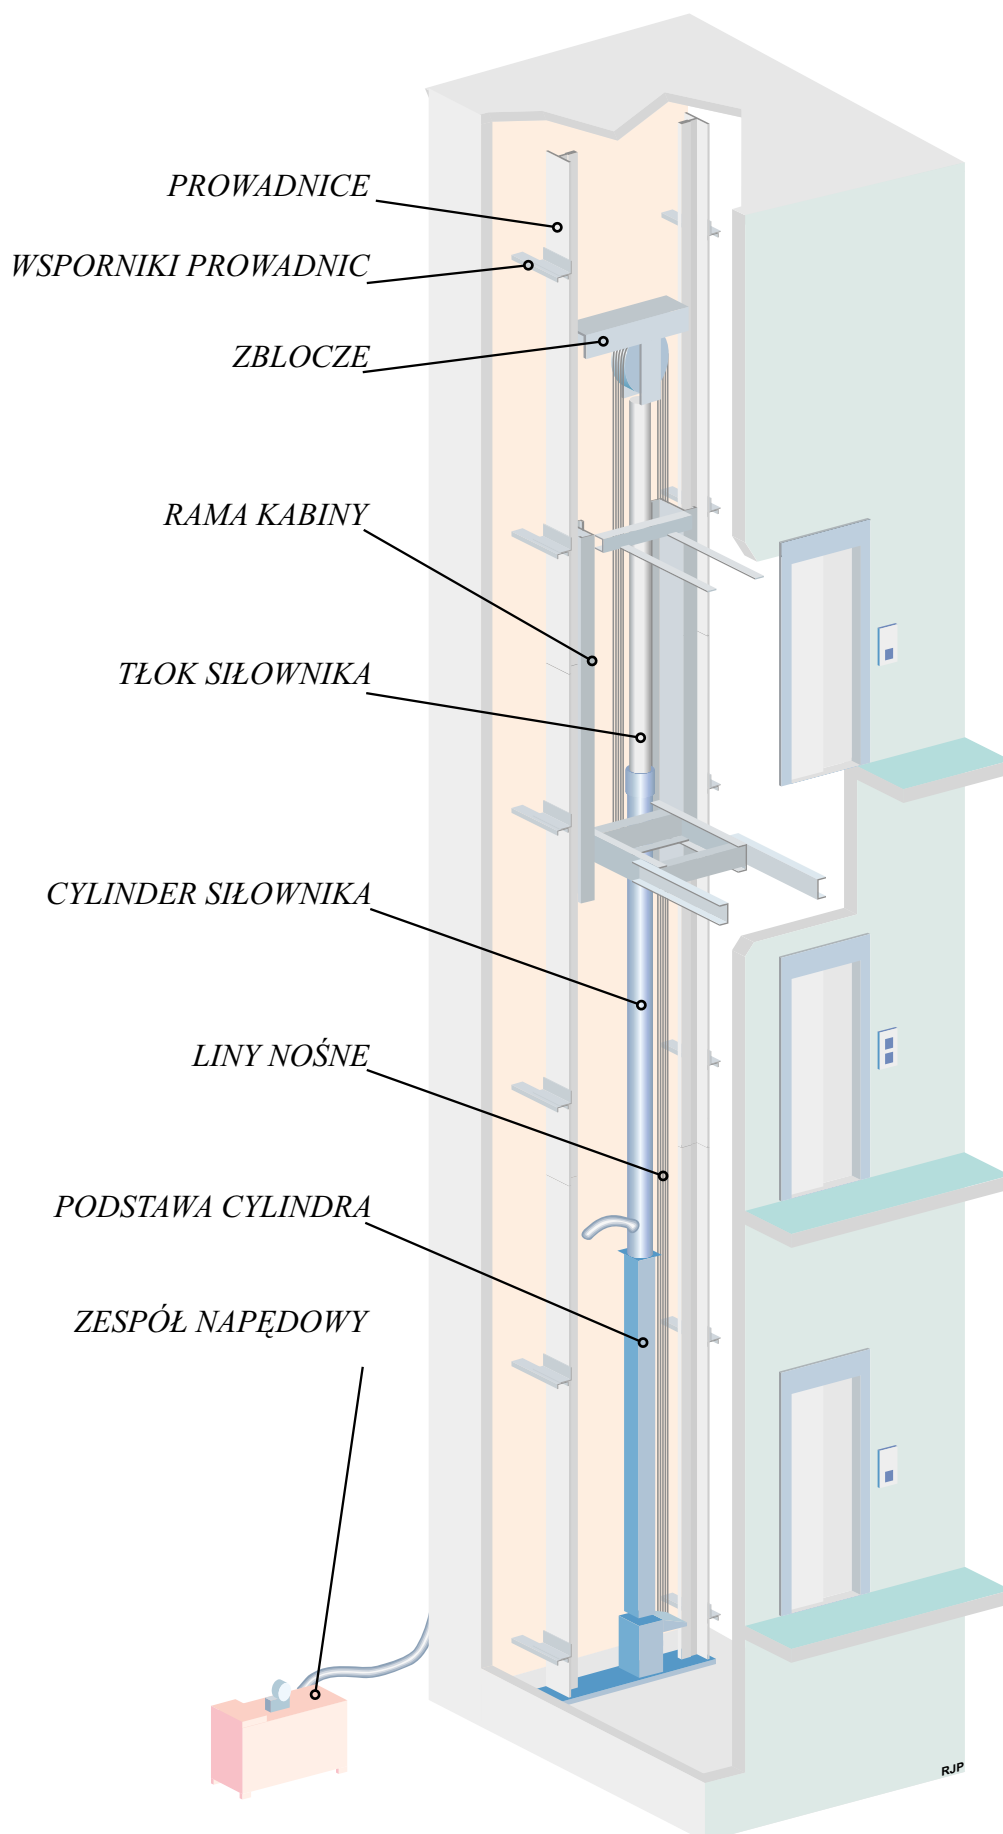 PROWADNICE
WSPORNIKI PROWADNIC
ZBLOCZE
RAMA KABINY
TŁOK SIŁOWNIKA
CYLINDER SIŁOWNIKA
LINY NOŚNE
PODSTAWA CYLINDRA
ZESPÓŁ NAPĘDOWY
RJP